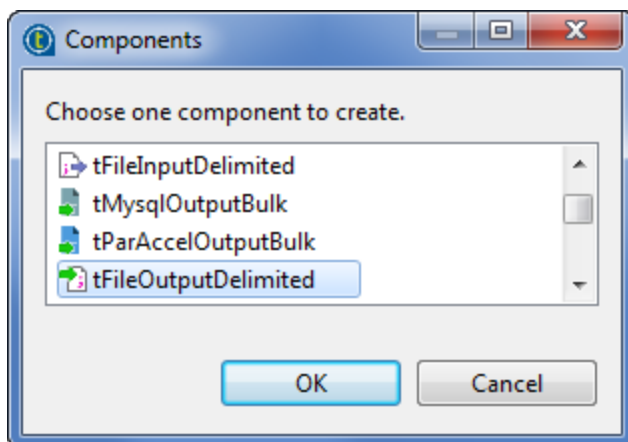 Components
Choose one component to create.
tFileInputDelimited
tMysqlOutputBulk
tParAccelOutputBulk
tFileOutputDelimited
OK Cancel